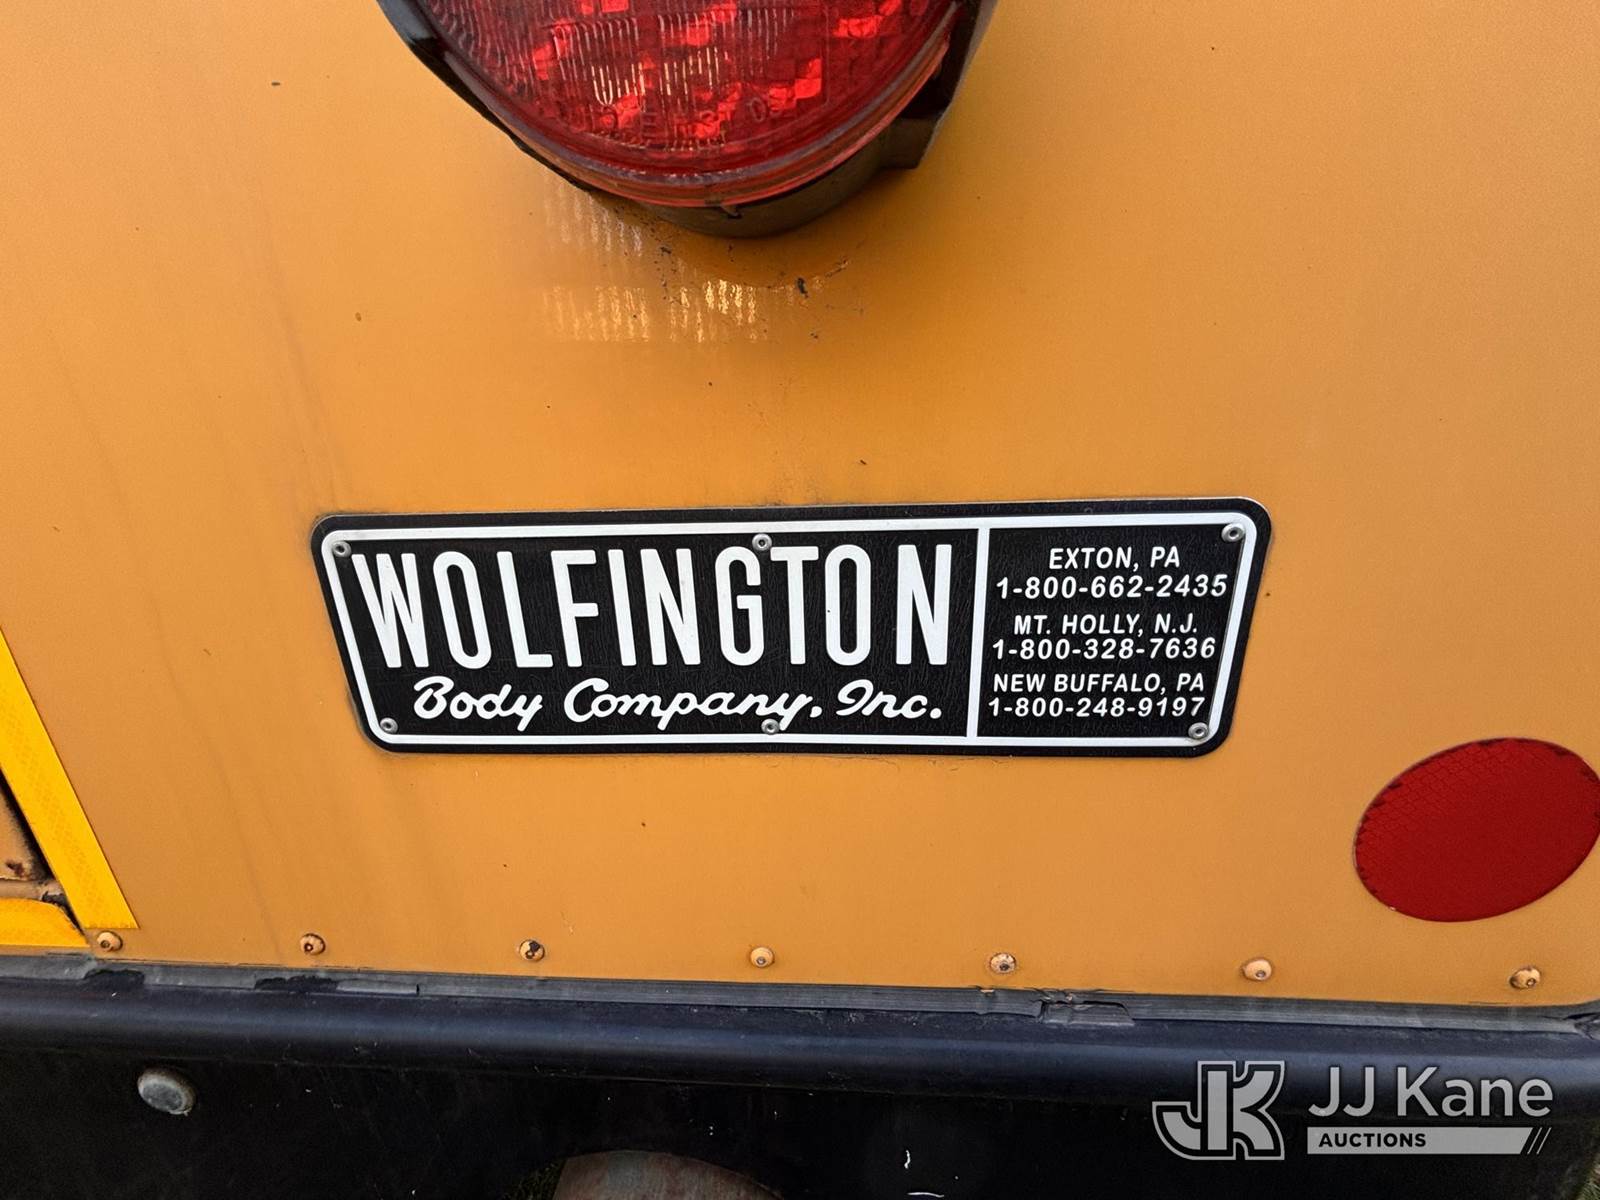 WOLFINGTON
Body Company, Inc.
EXTON, PA
1-800-662-2435
MT. HOLLY, N.J.
1-800-328-7636
NEW BUFFALO, PA
1-800-248-9197
JK JJ Kane
AUCTIONS